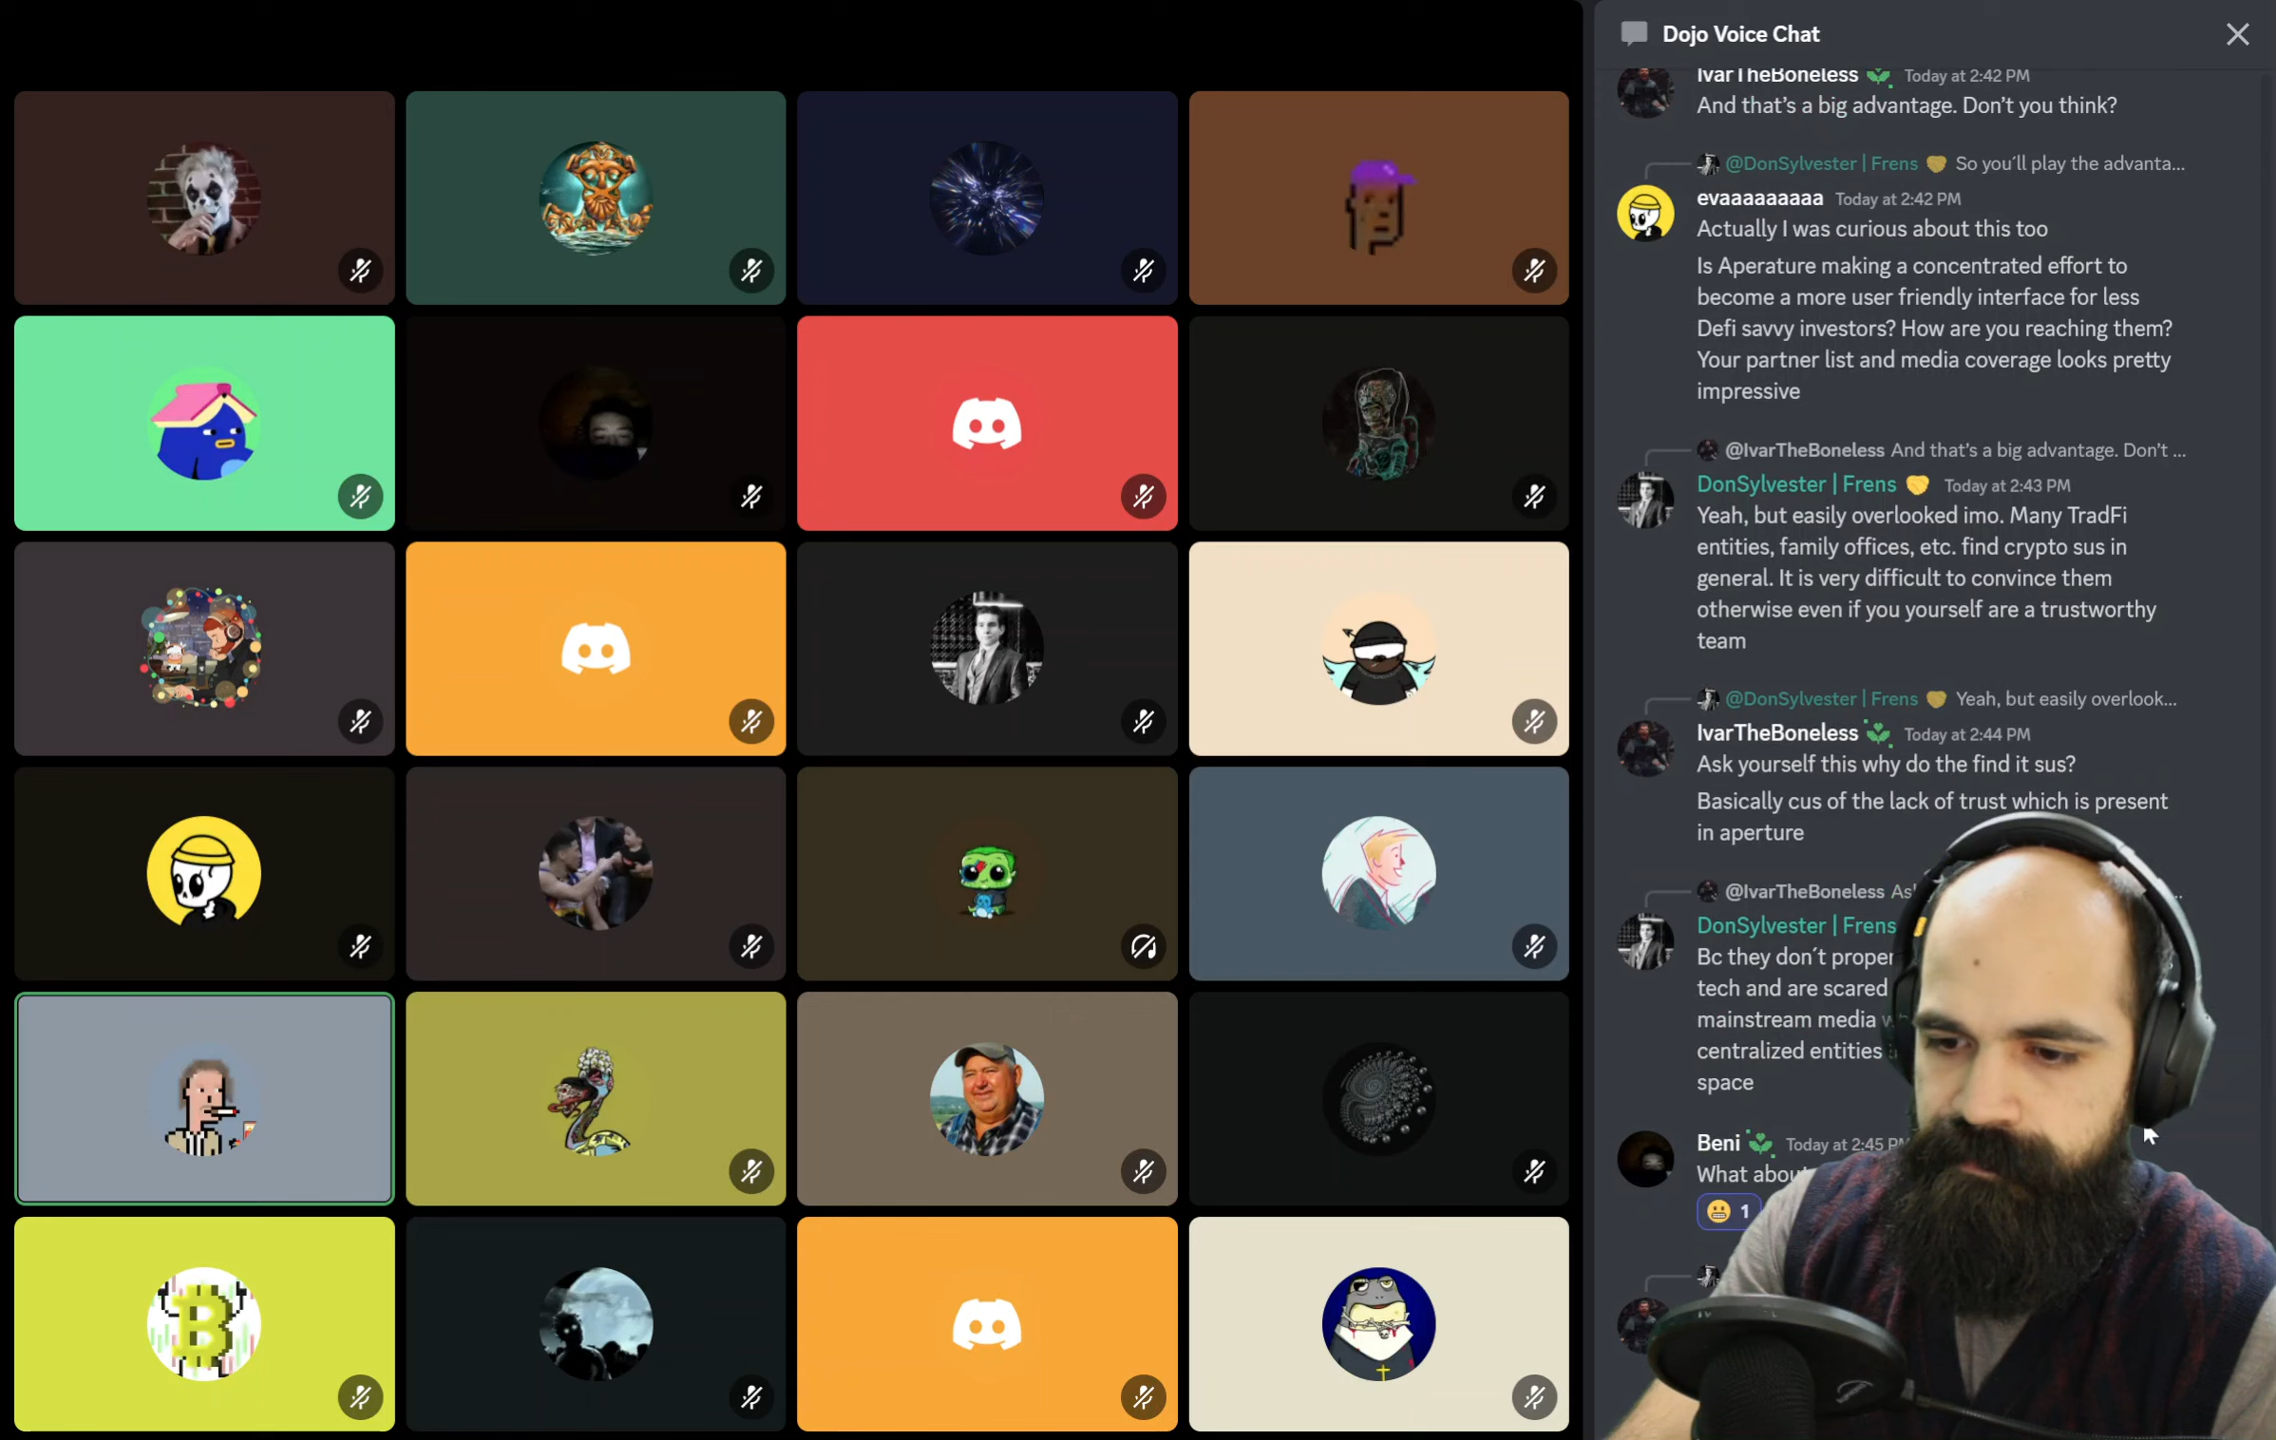 Dojo Voice Chat
IvarTheBoneless Today at 2:42 PM
And that's a big advantage. Don't you think?
@DonSylvester | Frens So you´ll play the advanta...
evaaaaaaaaa Today at 2:42 PM
Actually I was curious about this too
Is Aperature making a concentrated effort to
become a more user friendly interface for less
Defi savvy investors? How are you reaching them?
Your partner list and media coverage looks pretty
impressive
@IvarTheBoneless And that's a big advantage. Don't ...
DonSylvester | Frens Today at 2:43 PM
Yeah, but easily overlooked imo. Many TradFi
entities, family offices, etc. find crypto sus in
general. It is very difficult to convince them
otherwise even if you yourself are a trustworthy
team
@DonSylvester | Frens Yeah, but easily overlook...
IvarTheBoneless Today at 2:44 PM
Ask yourself this why do the find it sus?
Basically cus of the lack of trust which is present
in aperture
@IvarTheBoneless
DonSylvester | Frens
Bc they don´t
tech and are scared
mainstream media
centralized entities
space
Beni Today at 2:45 PM
What
1